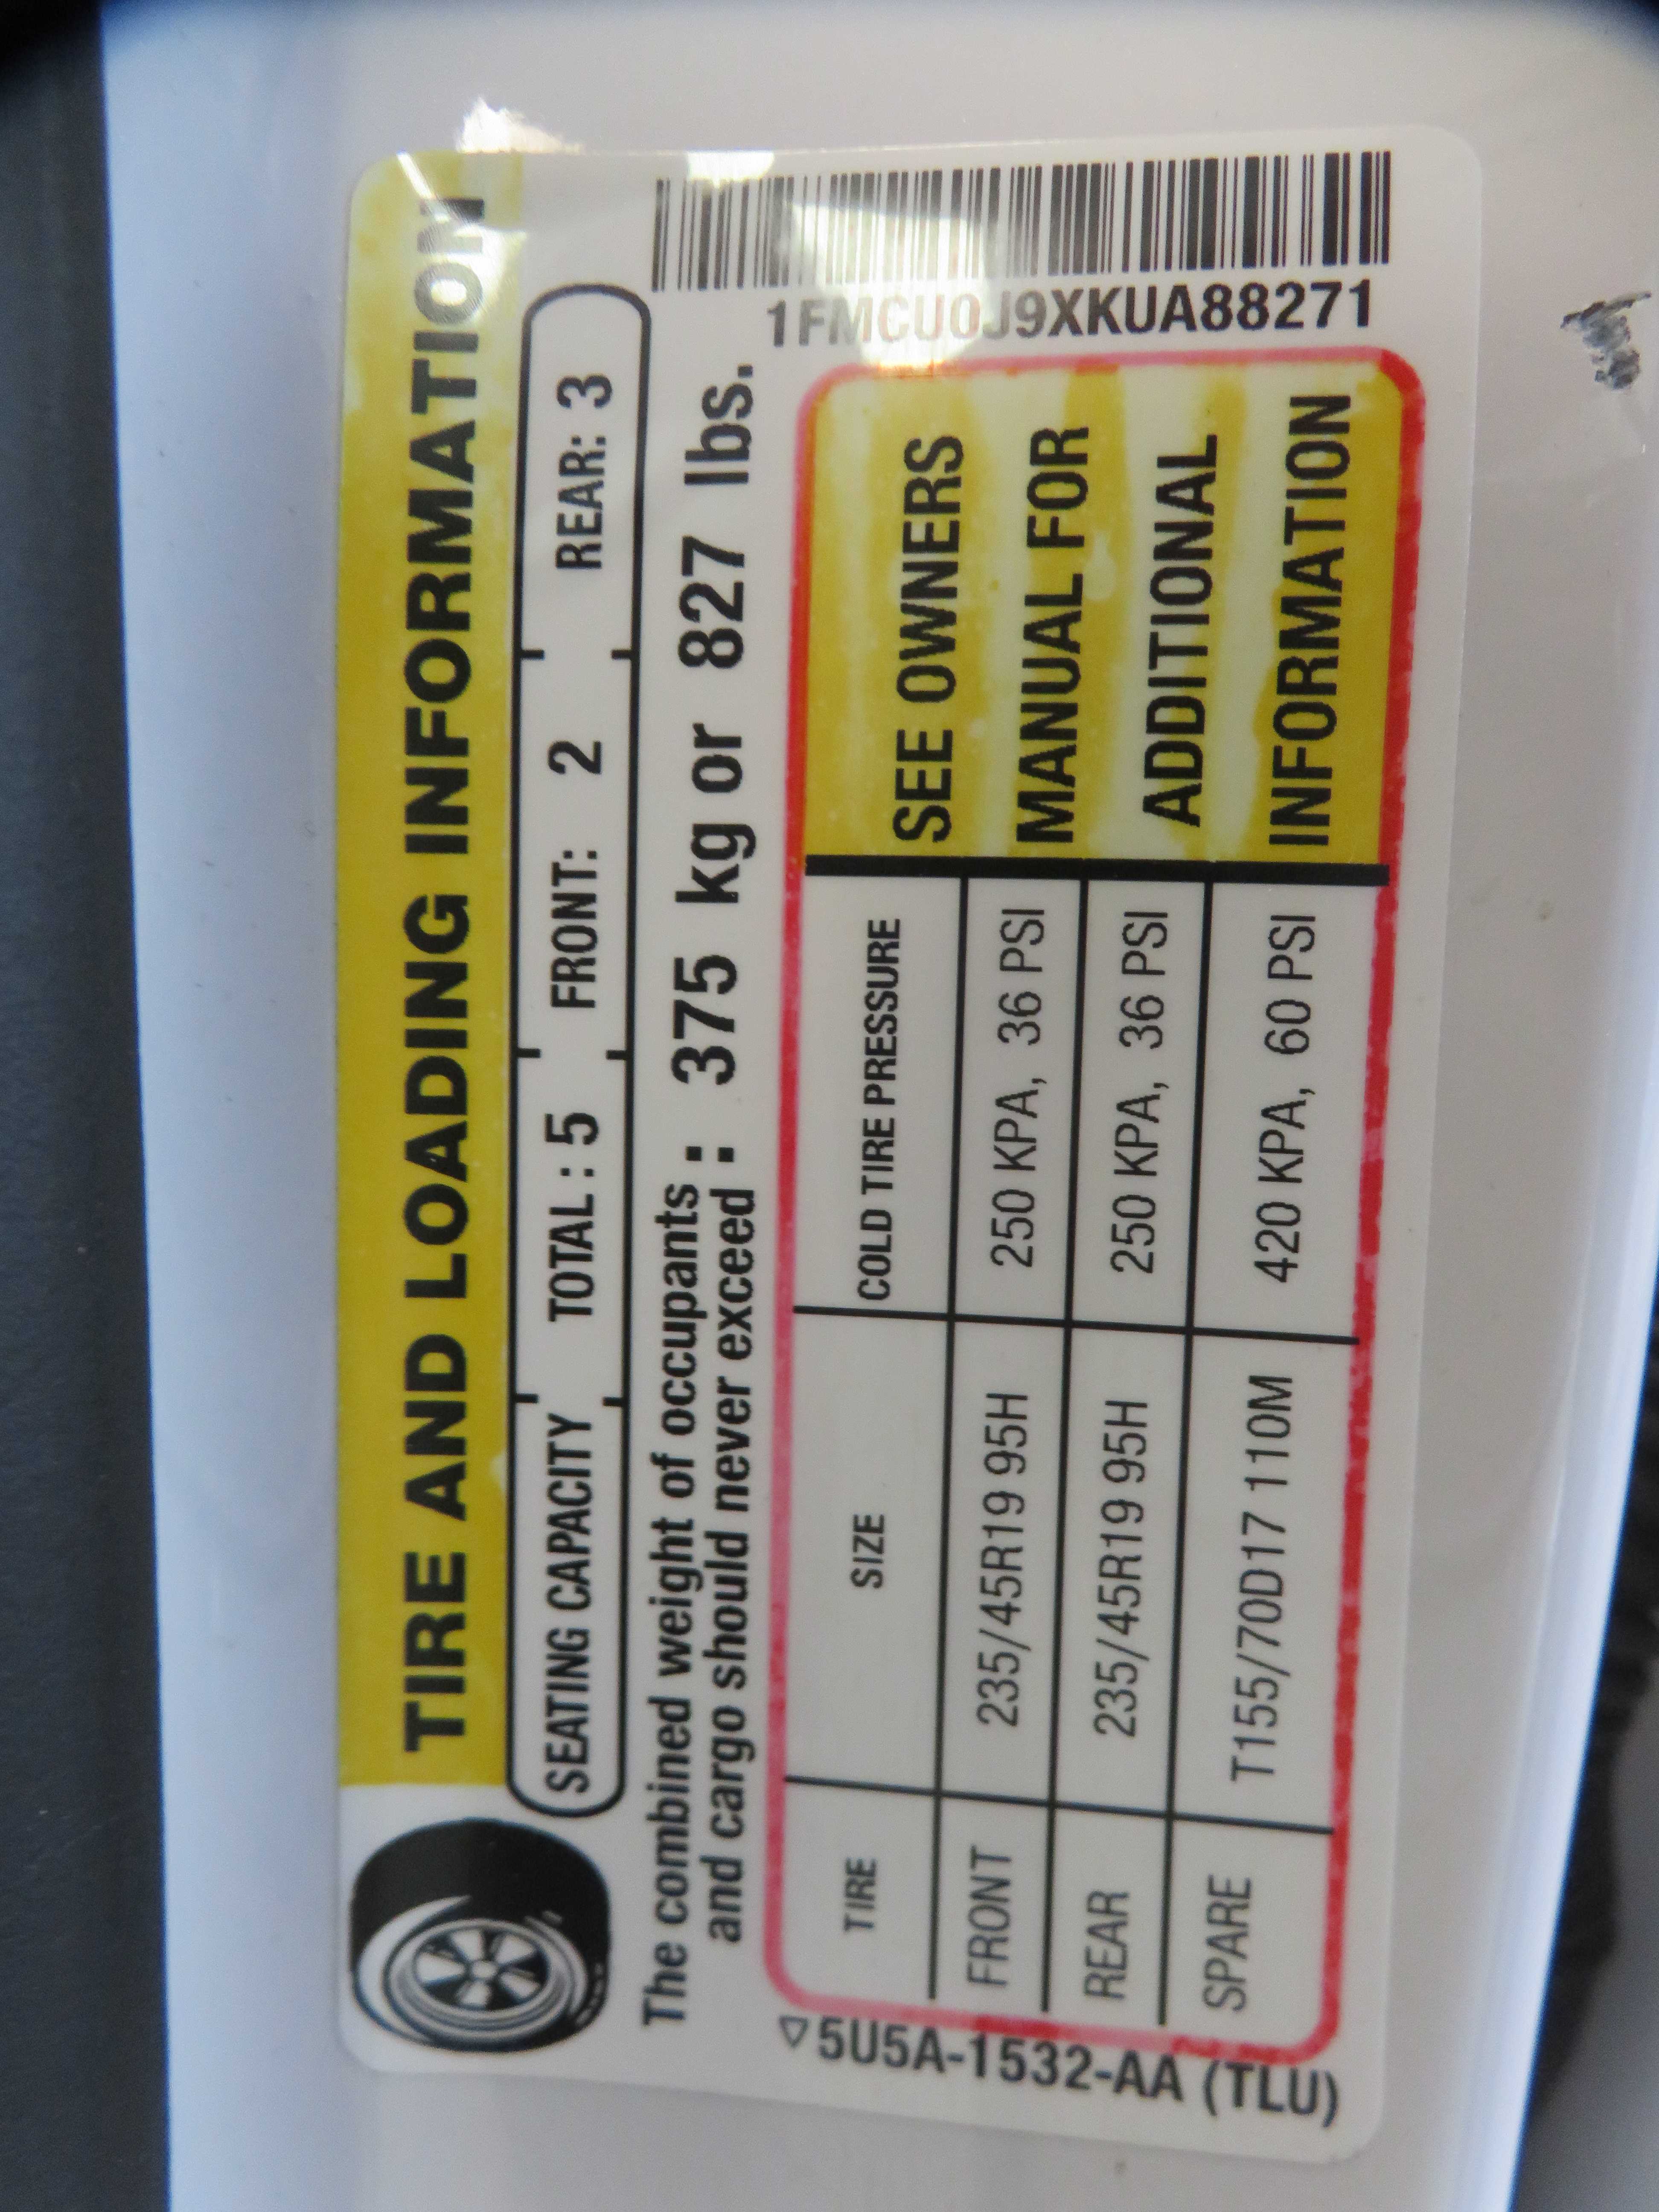 TIRE AND LOADING INFORMATION
SEATING CAPACITY TOTAL : 5 FRONT: 2 REAR: 3
The combined weight of occupants
and cargo should never exceed : 375 kg or 827 lbs.
TIRE SIZE COLD TIRE PRESSURE
FRONT 235/45R19 95H 250 KPA, 36 PSI
REAR 235/45R19 95H 250 KPA, 36 PSI
SPARE T155/70D17 110M 420 KPA, 60 PSI
SEE OWNERS
MANUAL FOR
ADDITIONAL
INFORMATION
5U5A-1532-AA (TLU)
1FMCU0J9XKUA88271